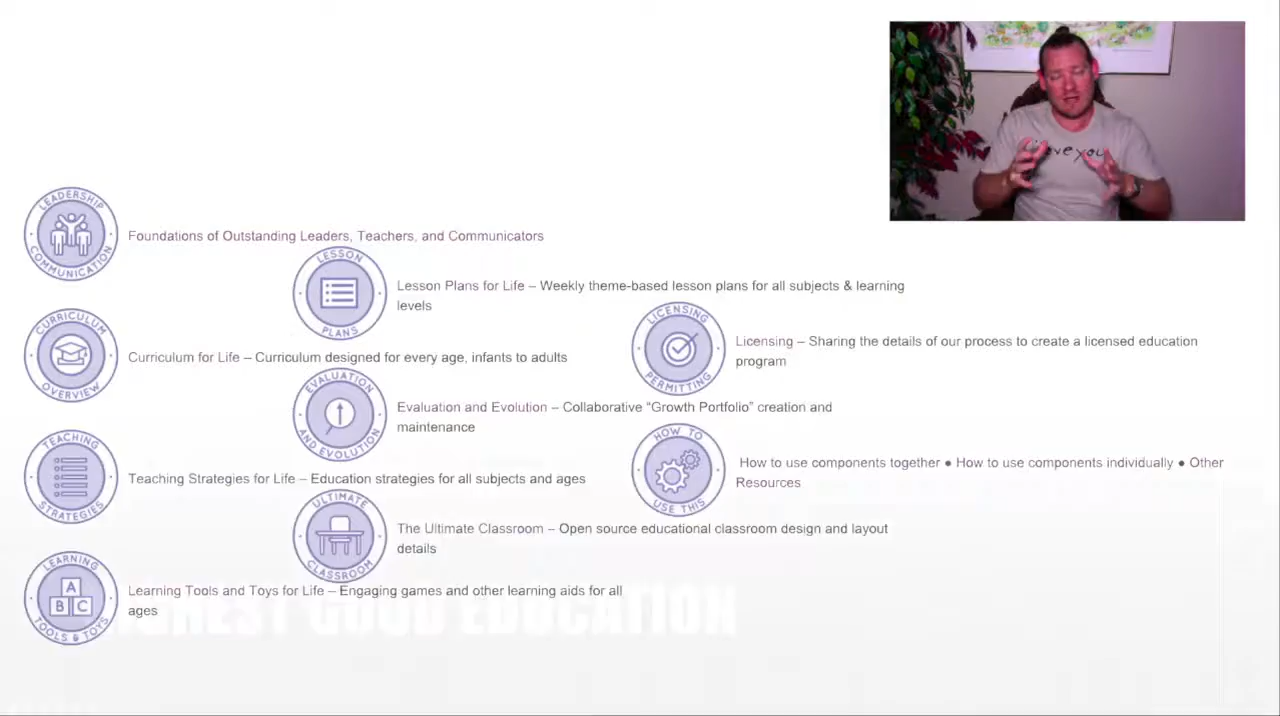 LEADERSHIP
COMMUNICATION
Foundations of Outstanding Leaders, Teachers, and Communicators
CURRICULUM
OVERVIEW
Curriculum for Life – Curriculum designed for every age, infants to adults
TEACHING
STRATEGIES
Teaching Strategies for Life – Education strategies for all subjects and ages
LEARNING
A
B C
TOOLS & TOYS
Learning Tools and Toys for Life – Engaging games and other learning aids for all
ages
LESSON
PLANS
Lesson Plans for Life – Weekly theme-based lesson plans for all subjects & learning
levels
EVALUATION
AND EVOLUTION
Evaluation and Evolution – Collaborative “Growth Portfolio” creation and
maintenance
ULTIMATE
CLASSROOM
The Ultimate Classroom – Open source educational classroom design and layout
details
LICENSING
PERMITTING
Licensing – Sharing the details of our process to create a licensed education
program
HOW TO
USE THIS
How to use components together ● How to use components individually ● Other
Resources
HIGHEST GOOD EDUCATION
love you